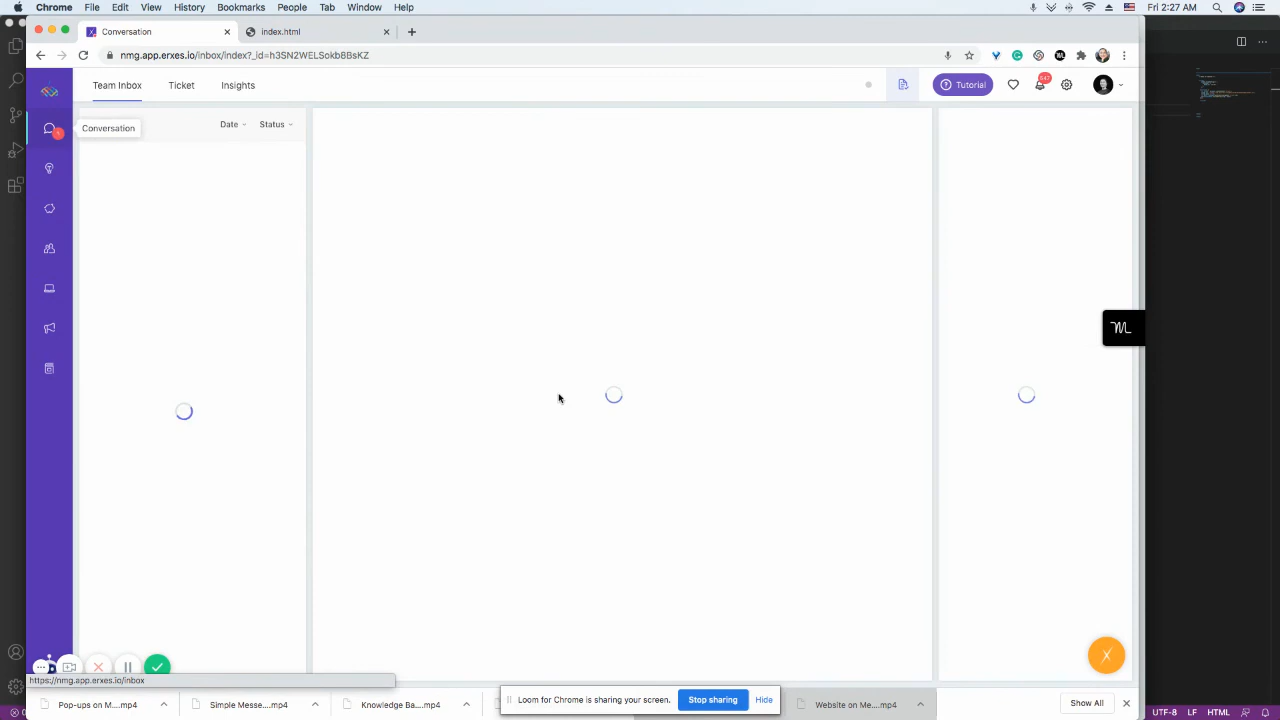 Chrome File Edit View History Bookmarks People Tab Window Help Fri 2:27 AM
Conversation index.html
nmg.app.erxes.io/inbox/index?_id=h3SN2WELSokb8BsKZ
Team Inbox Ticket Insights Tutorial 547
Conversation Date Status
https://nmg.app.erxes.io/inbox
Pop-ups on M....mp4 Simple Messa....mp4 Knowledge Ba....mp4 Loom for Chrome is sharing your screen. Stop sharing Hide Website on Me....mp4 Show All
UTF-8 LF HTML